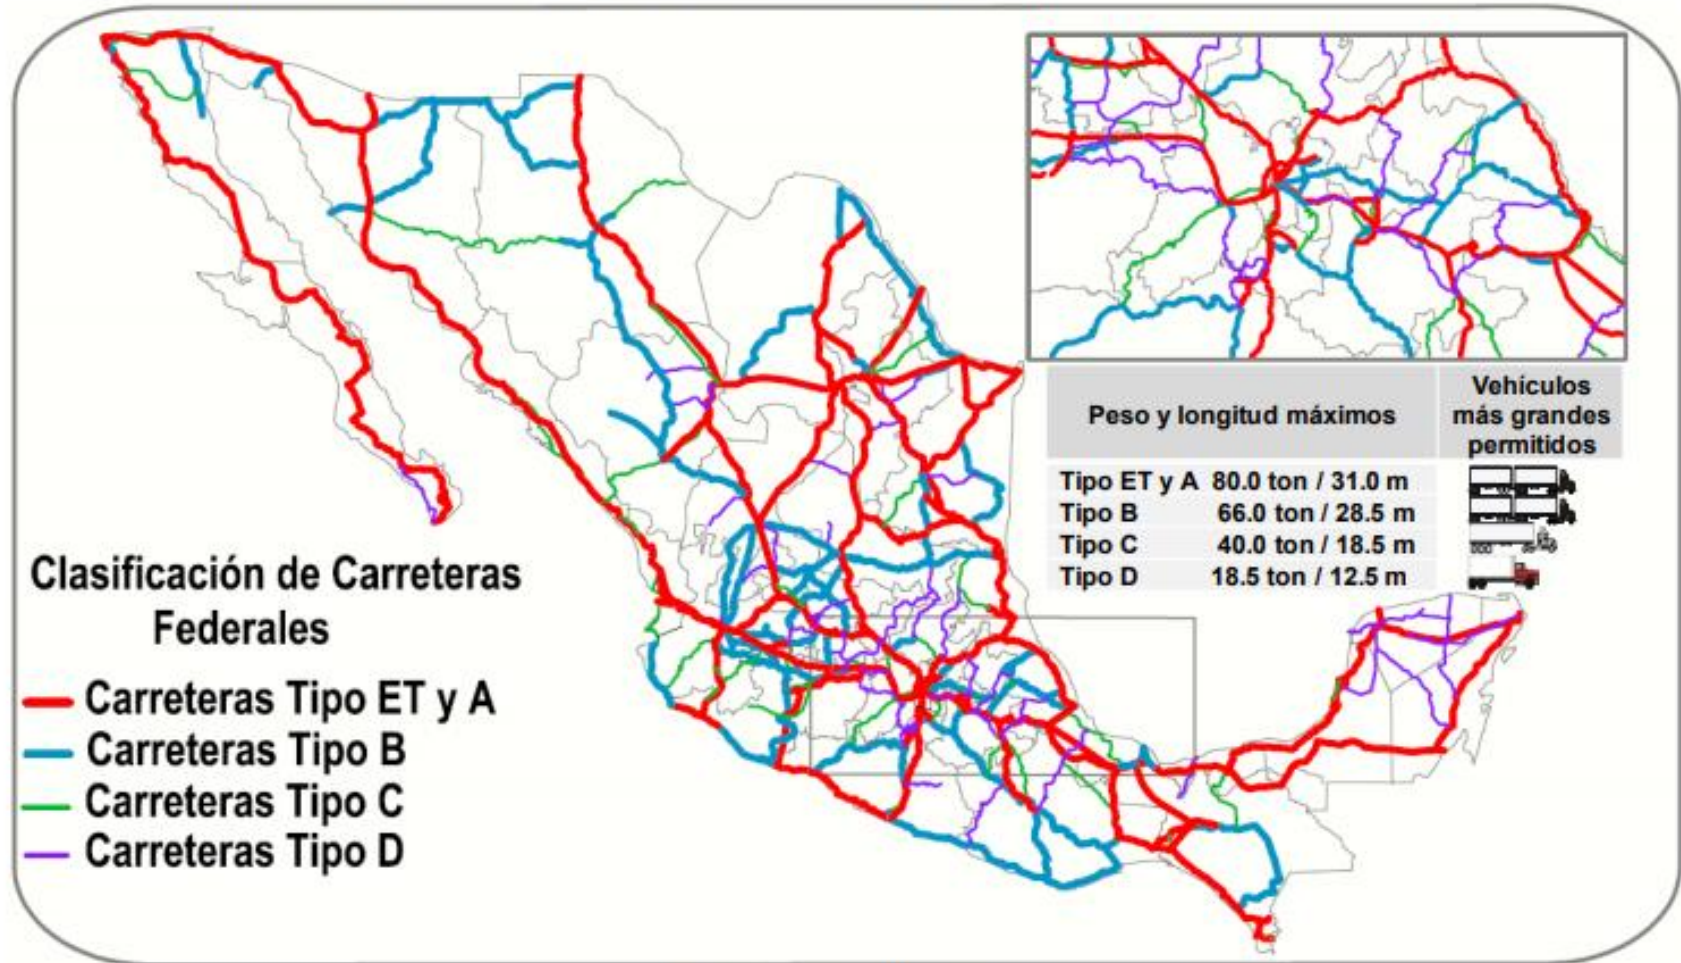 Peso y longitud máximos
Vehículos
más grandes
permitidos
Tipo ET y A 80.0 ton / 31.0 m
Tipo B 66.0 ton / 28.5 m
Tipo C 40.0 ton / 18.5 m
Tipo D 18.5 ton / 12.5 m
Clasificación de Carreteras
Federales
Carreteras Tipo ET y A
Carreteras Tipo B
Carreteras Tipo C
Carreteras Tipo D